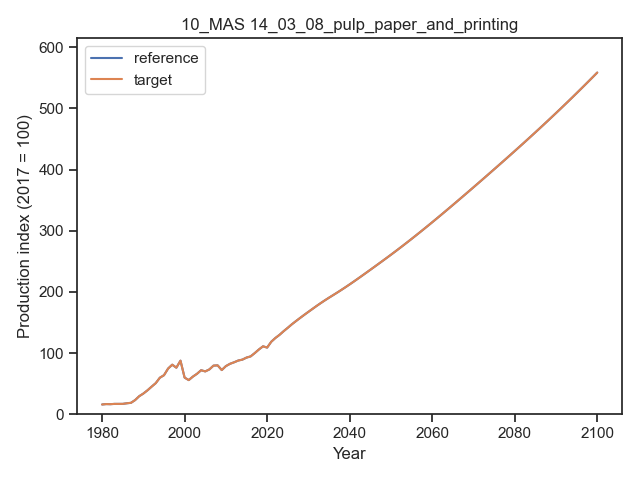 10_MAS 14_03_08_pulp_paper_and_printing
reference
target
Production index (2017 = 100)
600
500
400
300
200
100
0
1980
2000
2020
2040
2060
2080
2100
Year